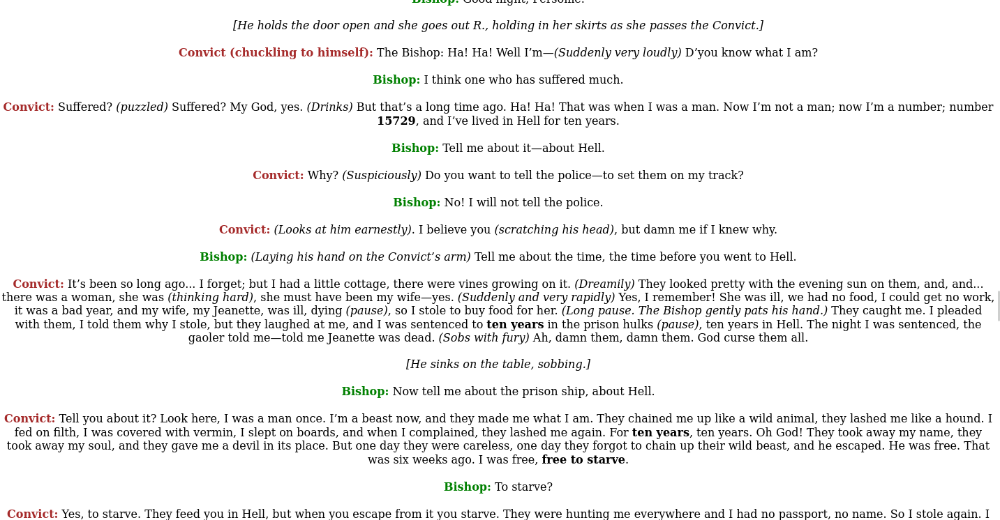 Bishop: Good night, Persomé.
[He holds the door open and she goes out R., holding in her skirts as she passes the Convict.]
Convict (chuckling to himself): The Bishop: Ha! Ha! Well I’m—(Suddenly very loudly) D’you know what I am?
Bishop: I think one who has suffered much.
Convict: Suffered? (puzzled) Suffered? My God, yes. (Drinks) But that’s a long time ago. Ha! Ha! That was when I was a man. Now I’m not a man; now I’m a number; number
15729, and I’ve lived in Hell for ten years.
Bishop: Tell me about it—about Hell.
Convict: Why? (Suspiciously) Do you want to tell the police—to set them on my track?
Bishop: No! I will not tell the police.
Convict: (Looks at him earnestly). I believe you (scratching his head), but damn me if I knew why.
Bishop: (Laying his hand on the Convict’s arm) Tell me about the time, the time before you went to Hell.
Convict: It’s been so long ago... I forget; but I had a little cottage, there were vines growing on it. (Dreamily) They looked pretty with the evening sun on them, and, and...
there was a woman, she was (thinking hard), she must have been my wife—yes. (Suddenly and very rapidly) Yes, I remember! She was ill, we had no food, I could get no work,
it was a bad year, and my wife, my Jeanette, was ill, dying (pause), so I stole to buy food for her. (Long pause. The Bishop gently pats his hand.) They caught me. I pleaded
with them, I told them why I stole, but they laughed at me, and I was sentenced to ten years in the prison hulks (pause), ten years in Hell. The night I was sentenced, the
gaoler told me—told me Jeanette was dead. (Sobs with fury) Ah, damn them, damn them. God curse them all.
[He sinks on the table, sobbing.]
Bishop: Now tell me about the prison ship, about Hell.
Convict: Tell you about it? Look here, I was a man once. I’m a beast now, and they made me what I am. They chained me up like a wild animal, they lashed me like a hound. I
fed on filth, I was covered with vermin, I slept on boards, and when I complained, they lashed me again. For ten years, ten years. Oh God! They took away my name, they
took away my soul, and they gave me a devil in its place. But one day they were careless, one day they forgot to chain up their wild beast, and he escaped. He was free. That
was six weeks ago. I was free, free to starve.
Bishop: To starve?
Convict: Yes, to starve. They feed you in Hell, but when you escape from it you starve. They were hunting me everywhere and I had no passport, no name. So I stole again. I